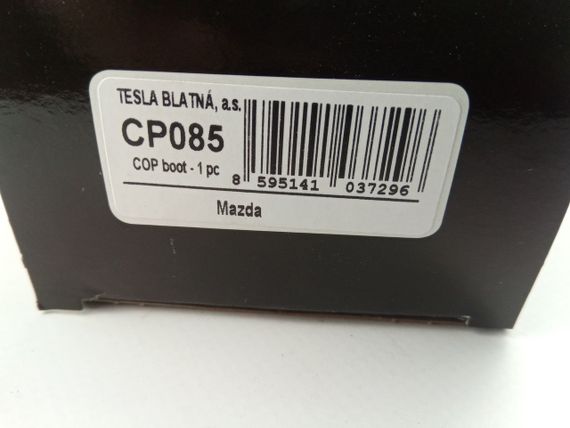 TESLA BLATNÁ, a.s.
CP085
COP boot - 1 pc
8 595141 037296
Mazda